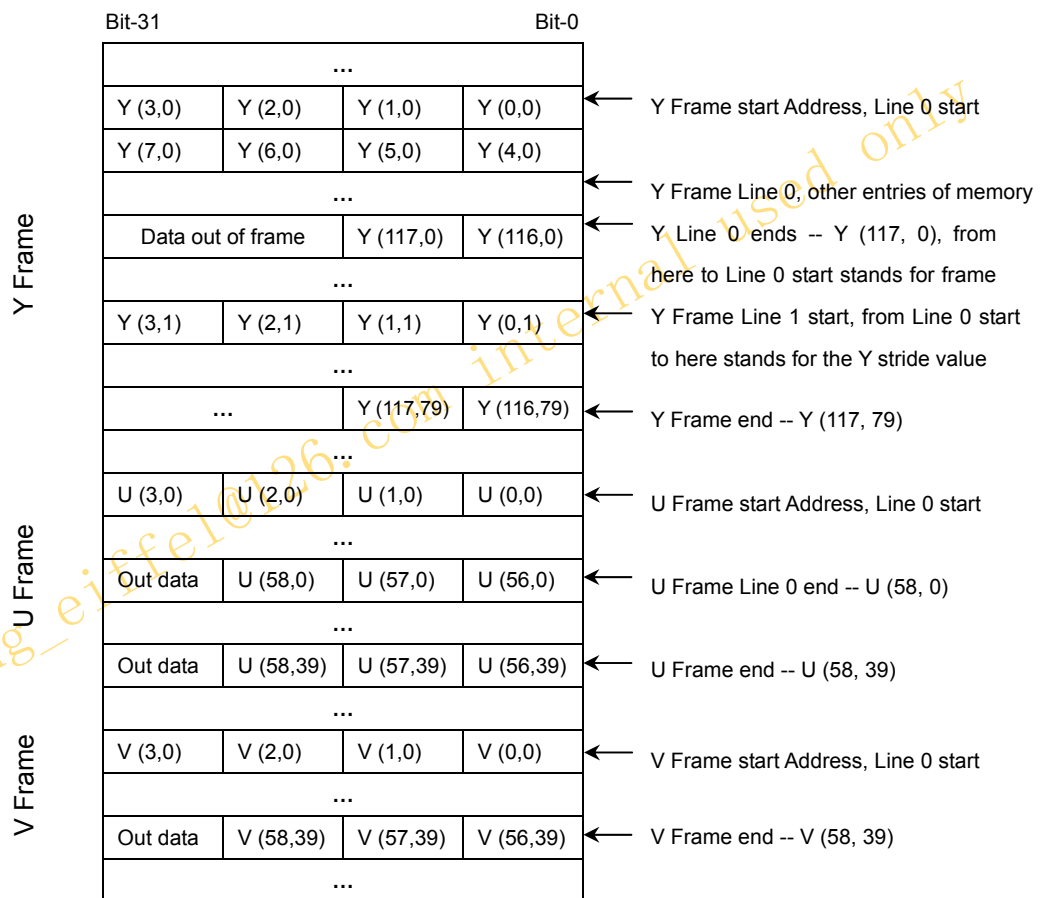 Bit-31 Bit-0
...
Y (3,0) Y (2,0) Y (1,0) Y (0,0) Y Frame start Address, Line 0 start
Y (7,0) Y (6,0) Y (5,0) Y (4,0)
... Y Frame Line 0, other entries of memory
Data out of frame Y (117,0) Y (116,0) Y Line 0 ends -- Y (117, 0), from
here to Line 0 start stands for frame
...
Y (3,1) Y (2,1) Y (1,1) Y (0,1) Y Frame Line 1 start, from Line 0 start
to here stands for the Y stride value
...
... Y (117,79) Y (116,79) Y Frame end -- Y (117, 79)
...
Y Frame
U (3,0) U (2,0) U (1,0) U (0,0) U Frame start Address, Line 0 start
...
Out data U (58,0) U (57,0) U (56,0) U Frame Line 0 end -- U (58, 0)
...
Out data U (58,39) U (57,39) U (56,39) U Frame end -- U (58, 39)
...
U Frame
V (3,0) V (2,0) V (1,0) V (0,0) V Frame start Address, Line 0 start
...
Out data V (58,39) V (57,39) V (56,39) V Frame end -- V (58, 39)
...
V Frame
g_eiffel@126.com internal used only